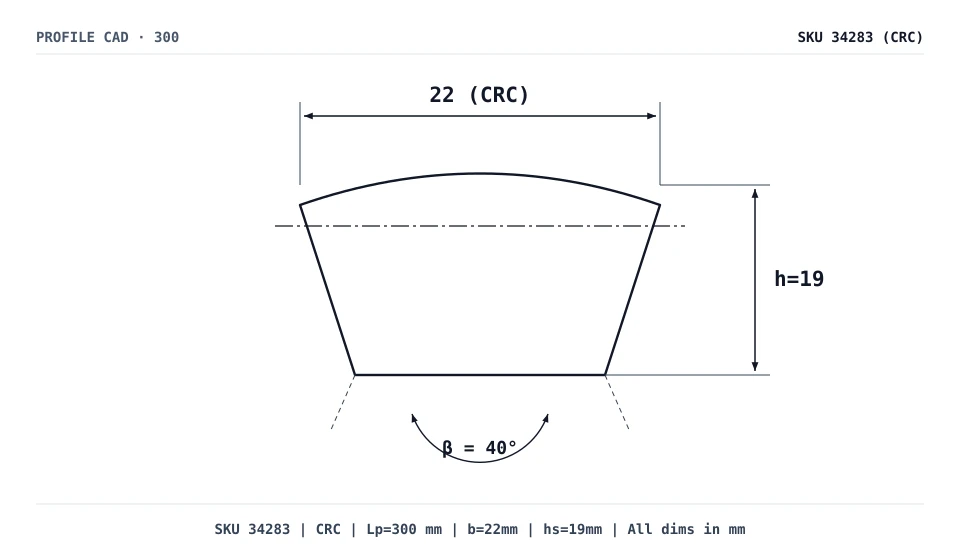 PROFILE CAD · 300
SKU 34283 (CRC)
22 (CRC)
h=19
β = 40°
SKU 34283 | CRC | Lp=300 mm | b=22mm | hs=19mm | All dims in mm